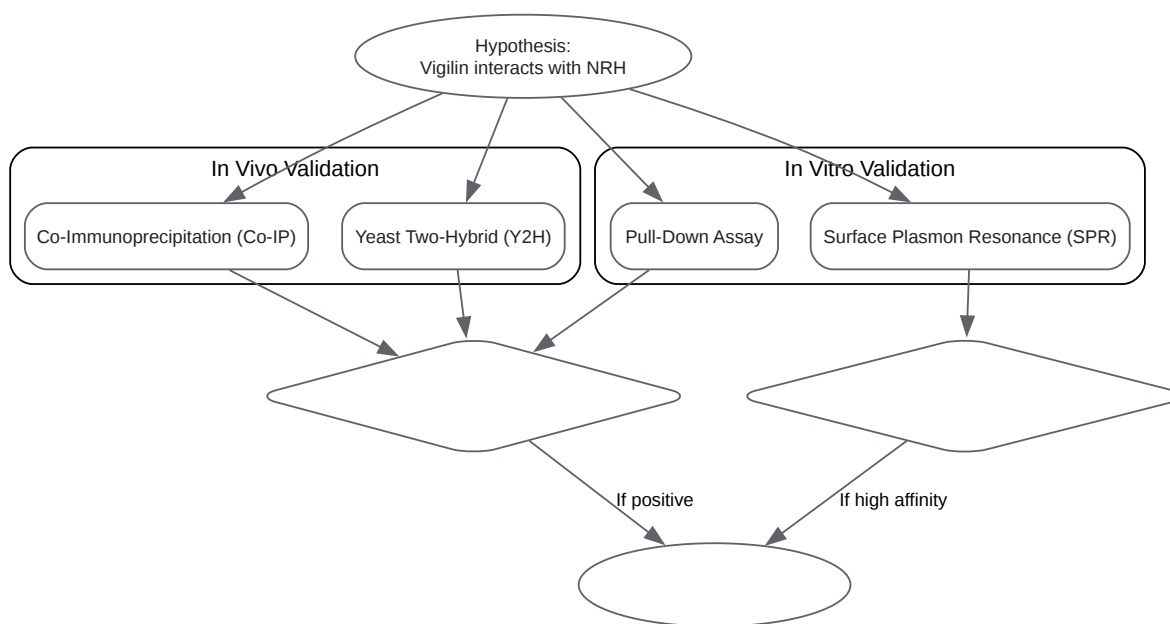 Hypothesis:
Vigilin interacts with NRH
In Vivo Validation
In Vitro Validation
Co-Immunoprecipitation (Co-IP)
Yeast Two-Hybrid (Y2H)
Pull-Down Assay
Surface Plasmon Resonance (SPR)
If positive
If high affinity